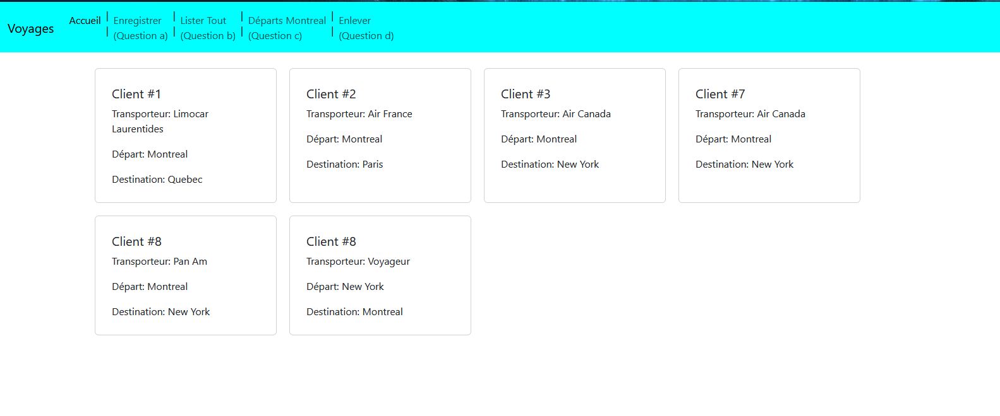 Voyages
Accueil | Enregistrer | Lister Tout | Départs Montreal | Enlever
| (Question a) | (Question b) | (Question c) | (Question d)
Client #1
Transporteur: Limocar
Laurentides
Départ: Montreal
Destination: Quebec
Client #2
Transporteur: Air France
Départ: Montreal
Destination: Paris
Client #3
Transporteur: Air Canada
Départ: Montreal
Destination: New York
Client #7
Transporteur: Air Canada
Départ: Montreal
Destination: New York
Client #8
Transporteur: Pan Am
Départ: Montreal
Destination: New York
Client #8
Transporteur: Voyageur
Départ: New York
Destination: Montreal